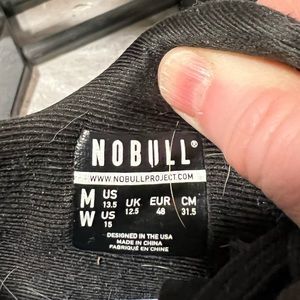 NOBULL®
WWW.NOBULLPROJECT.COM
M US 13.5 UK 12.5 EUR 48 CM 31.5
W US 15
DESIGNED IN THE USA
MADE IN CHINA
FABRIQUÉ EN CHINE